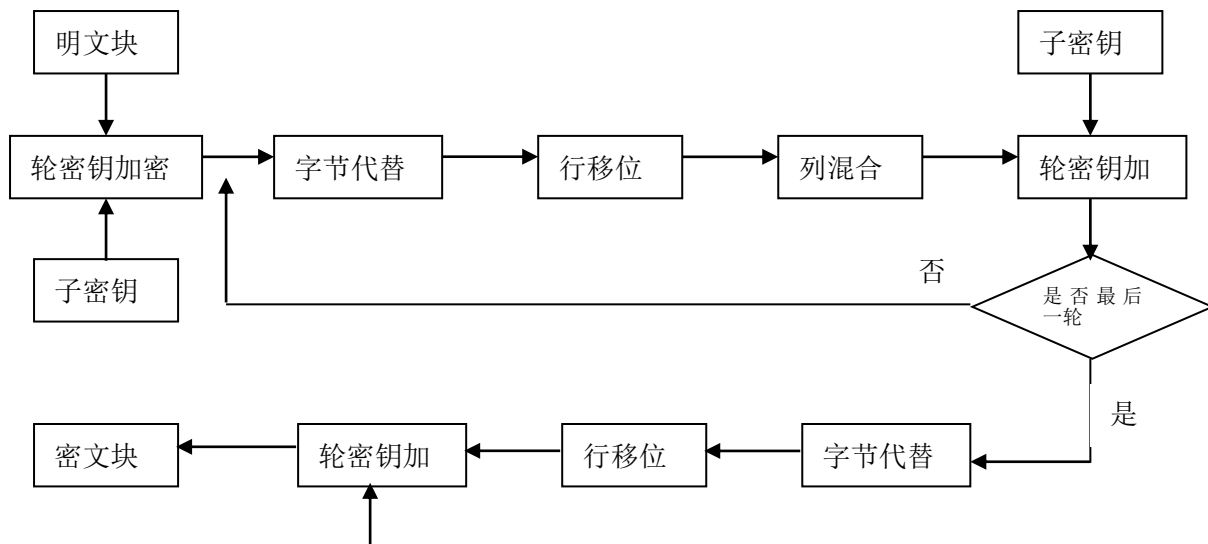 明文块
子密钥
轮密钥加密
字节代替
行移位
列混合
轮密钥加
子密钥
否
是否最后
一轮
是
密文块
轮密钥加
行移位
字节代替